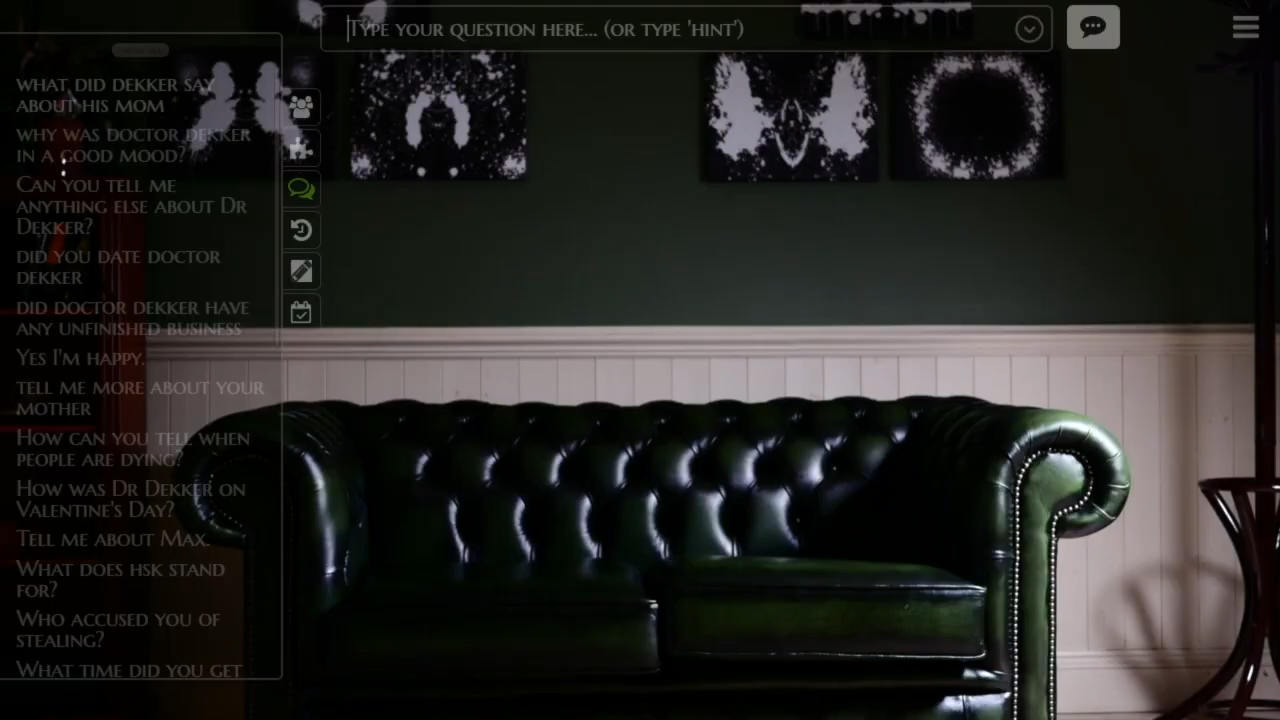 Type your question here... (or type 'hint')
what did dekker say
about his mom
why was doctor dekker
in a good mood?
Can you tell me
anything else about Dr
Dekker?
did you date doctor
dekker
did doctor dekker have
any unfinished business
Yes I'm happy.
tell me more about your
mother
How can you tell when
people are dying?
How was Dr Dekker on
Valentine's Day?
Tell me about Max.
What does hsk stand
for?
Who accused you of
stealing?
What time did you get